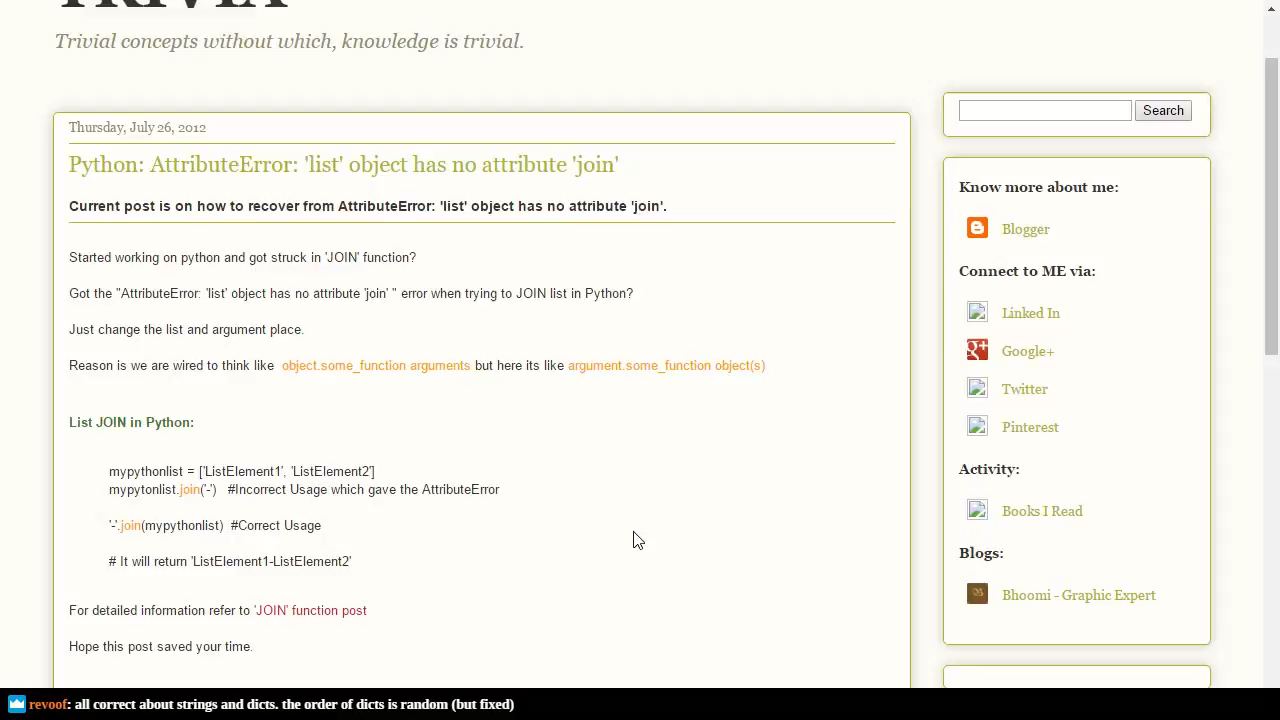 Trivial concepts without which, knowledge is trivial.
Thursday, July 26, 2012
Python: AttributeError: 'list' object has no attribute 'join'
Current post is on how to recover from AttributeError: 'list' object has no attribute 'join'.
Started working on python and got struck in 'JOIN' function?
Got the "AttributeError: 'list' object has no attribute 'join' " error when trying to JOIN list in Python?
Just change the list and argument place.
Reason is we are wired to think like object.some_function arguments but here its like argument.some_function object(s)
List JOIN in Python:
mypythonlist = ['ListElement1', 'ListElement2']
mypytonlist.join('-') #Incorrect Usage which gave the AttributeError
'-'.join(mypythonlist) #Correct Usage
# It will return 'ListElement1-ListElement2'
For detailed information refer to 'JOIN' function post
Hope this post saved your time.
Search
Know more about me:
Blogger
Connect to ME via:
Linked In
Google+
Twitter
Pinterest
Activity:
Books I Read
Blogs:
Bhoomi - Graphic Expert
revoof: all correct about strings and dicts. the order of dicts is random (but fixed)